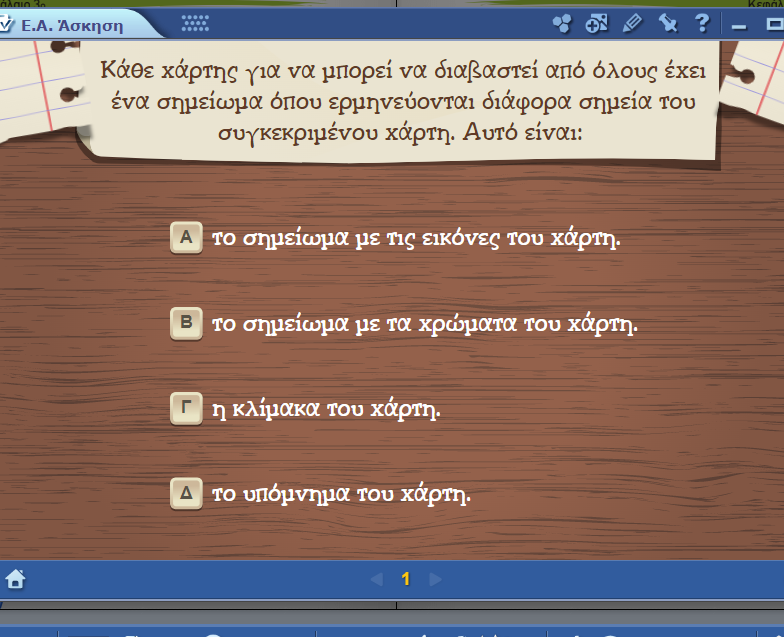 Ε.Α. Άσκηση
Κάθε χάρτης για να μπορεί να διαβαστεί από όλους έχει
ένα σημείωμα όπου ερμηνεύονται διάφορα σημεία του
συγκεκριμένου χάρτη. Αυτό είναι:
Α το σημείωμα με τις εικόνες του χάρτη.
Β το σημείωμα με τα χρώματα του χάρτη.
Γ η κλίμακα του χάρτη.
Δ το υπόμνημα του χάρτη.
1